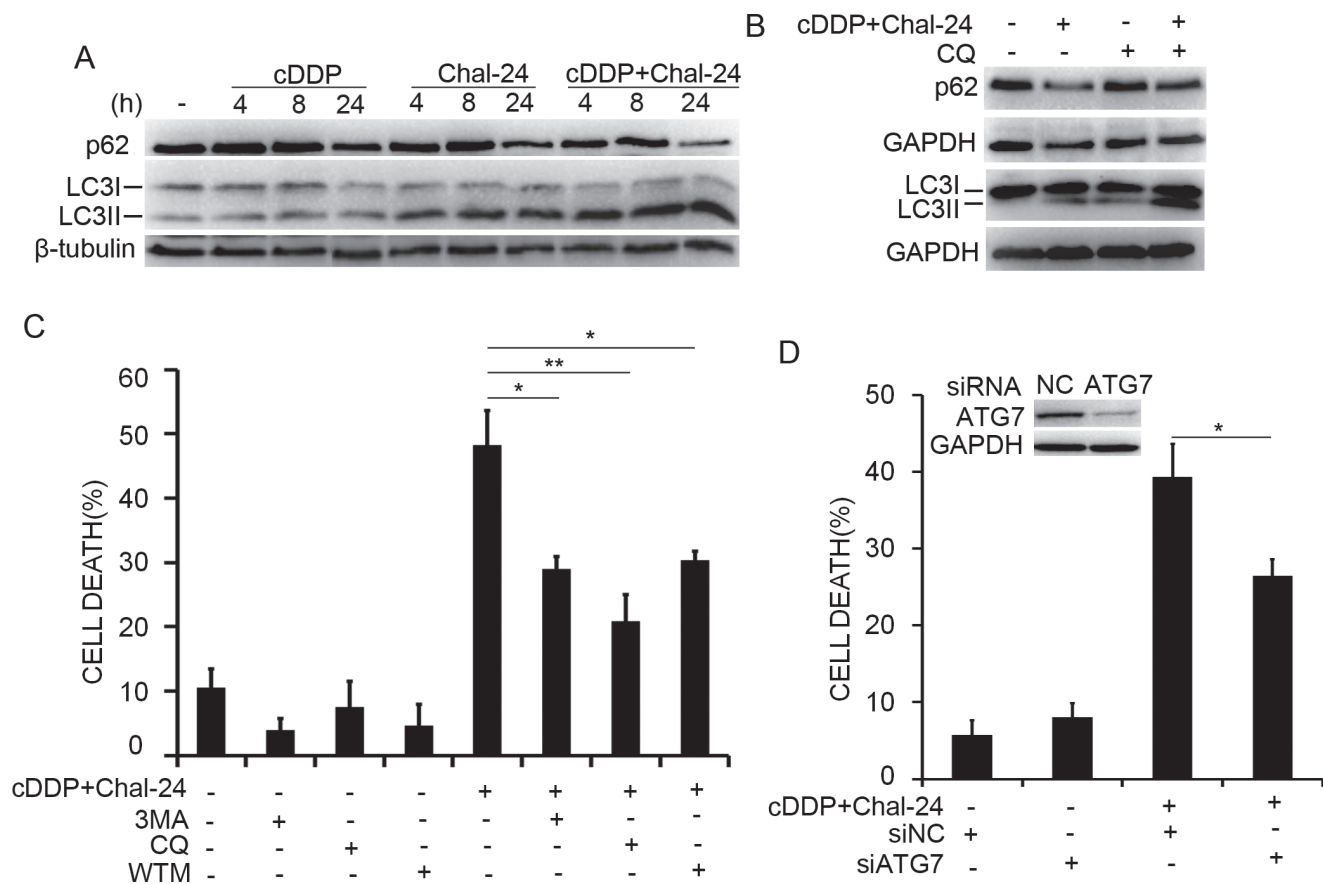 A
cDDP Chal-24 cDDP+Chal-24
(h) - 4 8 24 4 8 24 4 8 24
p62
LC3I
LC3II
β-tubulin
B
cDDP+Chal-24 - + - +
CQ - - + +
p62
GAPDH
LC3I
LC3II
GAPDH
C
*
**
*
CELL DEATH(%)
60
50
40
30
20
10
0
cDDP+Chal-24 - - - - + + + +
3MA - + - - - + - -
CQ - - + - - - + -
WTM - - - + - - - +
D
siRNA NC ATG7
ATG7
GAPDH
*
CELL DEATH(%)
50
40
30
20
10
0
cDDP+Chal-24 - - + +
siNC + - + -
siATG7 - + - +